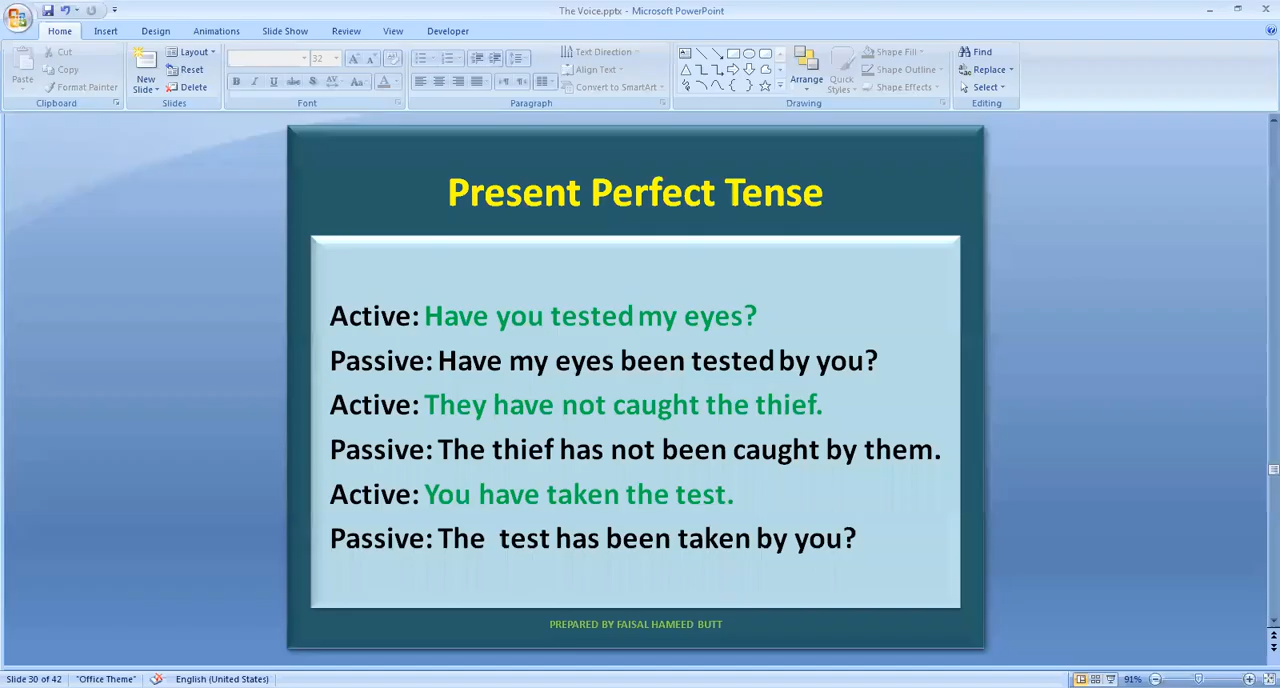 The Voice.pptx - Microsoft PowerPoint
Home Insert Design Animations Slide Show Review View Developer
Paste Cut Copy Format Painter
New Slide Layout Reset Delete
32
Text Direction Align Text Convert to SmartArt
Arrange Quick Styles Shape Fill Shape Outline Shape Effects
Find Replace Select
Clipboard Slides Font Paragraph Drawing Editing
Present Perfect Tense
Active: Have you tested my eyes?
Passive: Have my eyes been tested by you?
Active: They have not caught the thief.
Passive: The thief has not been caught by them.
Active: You have taken the test.
Passive: The test has been taken by you?
PREPARED BY FAISAL HAMEED BUTT
Slide 30 of 42 "Office Theme" English (United States) 91%